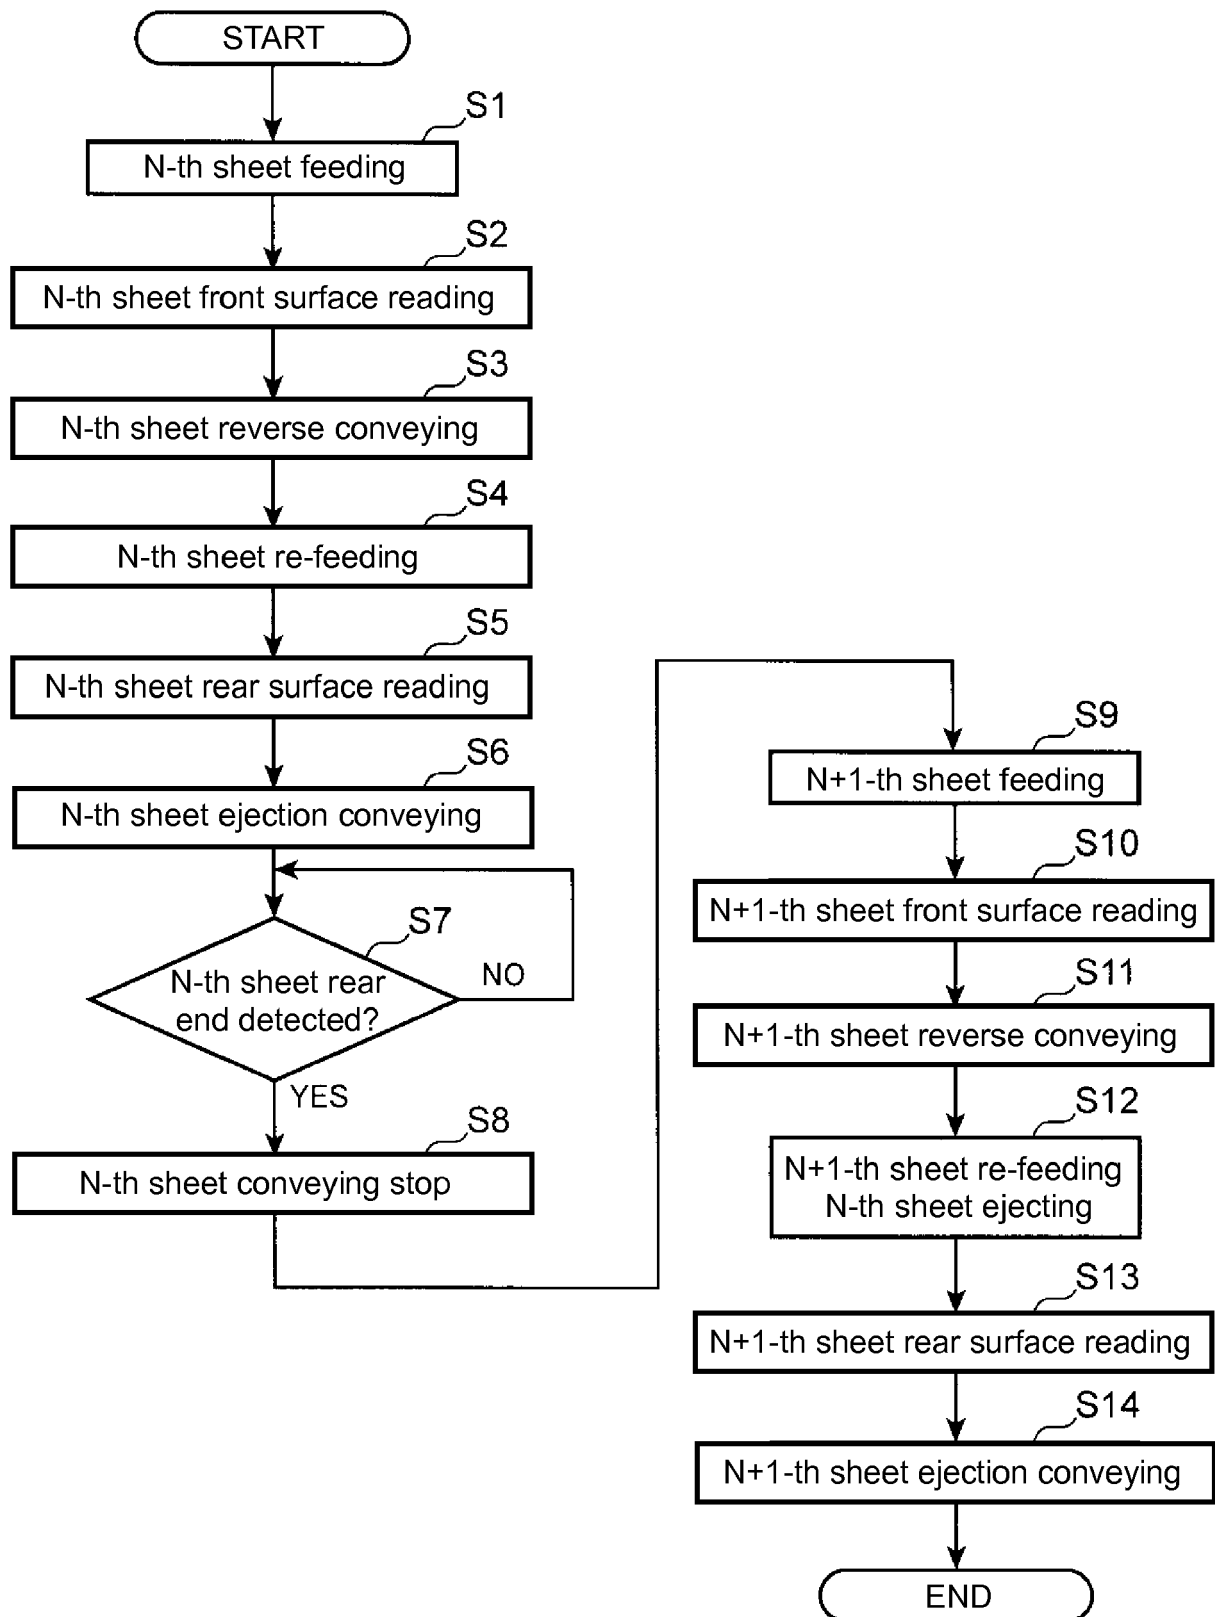 START
S1
N-th sheet feeding
S2
N-th sheet front surface reading
S3
N-th sheet reverse conveying
S4
N-th sheet re-feeding
S5
N-th sheet rear surface reading
S6
N-th sheet ejection conveying
S7
N-th sheet rear
end detected?
NO
YES
S8
N-th sheet conveying stop
S9
N+1-th sheet feeding
S10
N+1-th sheet front surface reading
S11
N+1-th sheet reverse conveying
S12
N+1-th sheet re-feeding
N-th sheet ejecting
S13
N+1-th sheet rear surface reading
S14
N+1-th sheet ejection conveying
END